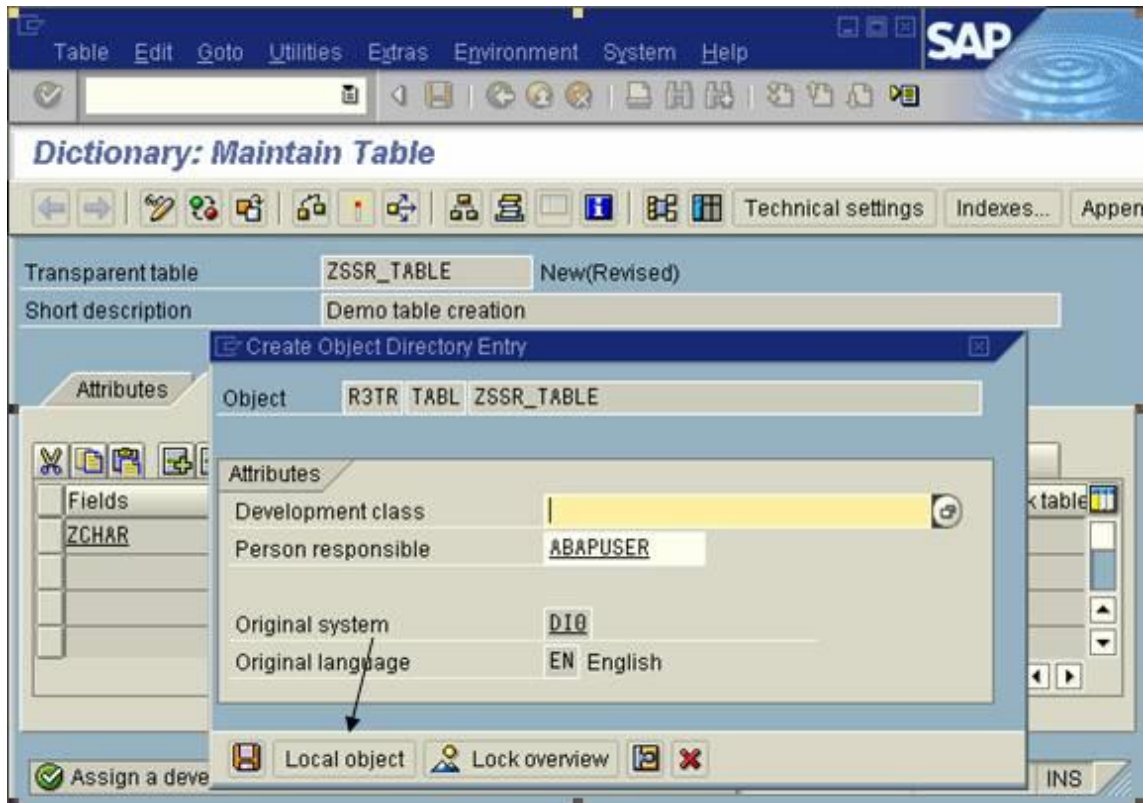 Table Edit Goto Utilities Extras Environment System Help
SAP
Dictionary: Maintain Table
Technical settings Indexes...
Transparent table ZSSR_TABLE New(Revised)
Short description Demo table creation
Create Object Directory Entry
Attributes
Object R3TR TABL ZSSR_TABLE
Attributes
Fields
Development class
table
ZCHAR
Person responsible ABAPUSER
Original system DI0
Original language EN English
Local object Lock overview
Assign a deve
INS